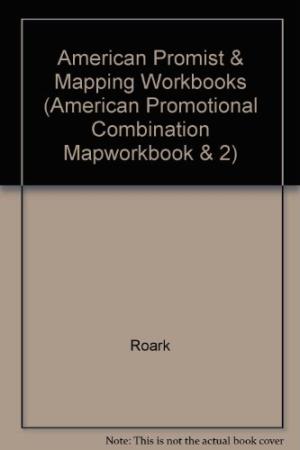 American Promist &
Mapping Workbooks
(American Promotional
Combination
Mapworkbook & 2)
Roark
Note: This is not the actual book cover